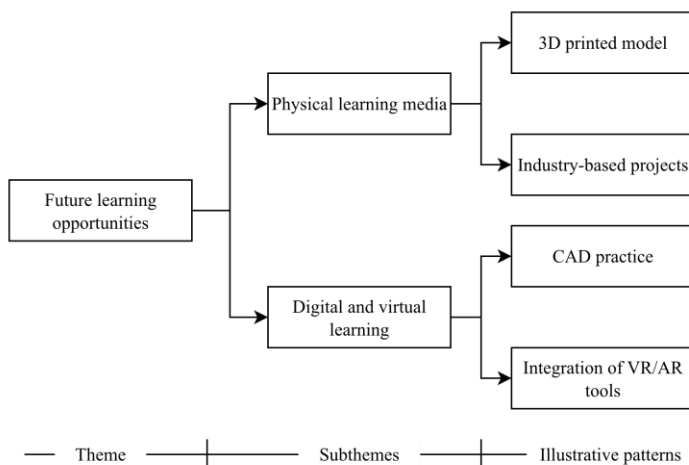 3D printed model
Physical learning media
Industry-based projects
Future learning
opportunities
CAD practice
Digital and virtual
learning
Integration of VR/AR
tools
Theme
Subthemes
Illustrative patterns